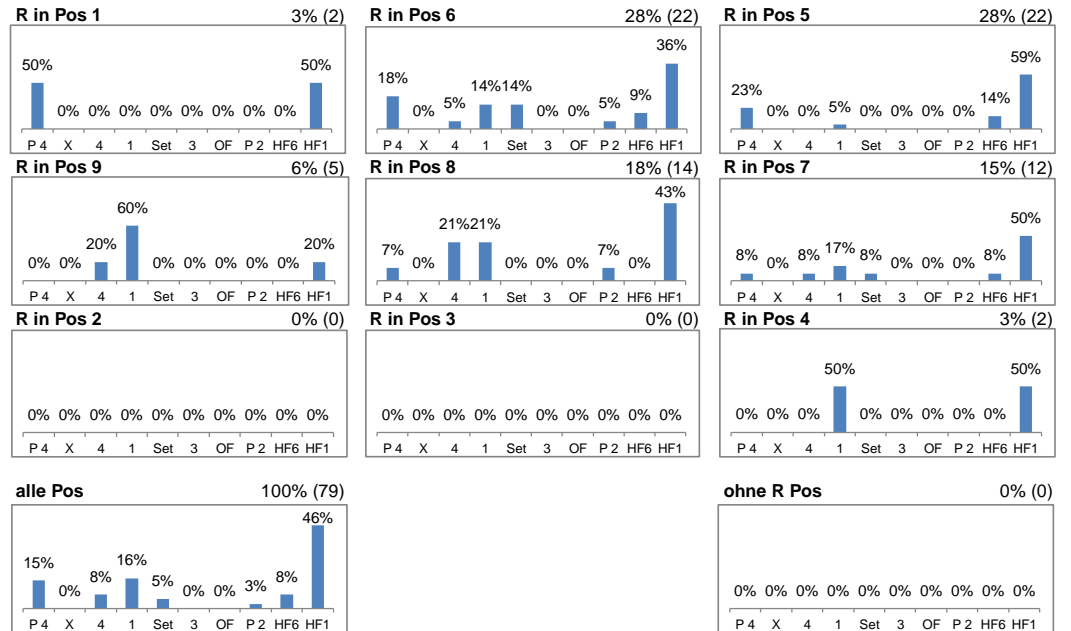 R in Pos 1 3% (2)
50% 0% 0% 0% 0% 0% 0% 0% 0% 50%
P 4 X 4 1 Set 3 OF P 2 HF6 HF1
R in Pos 6 28% (22)
18% 0% 5% 14% 14% 0% 0% 5% 9% 36%
P 4 X 4 1 Set 3 OF P 2 HF6 HF1
R in Pos 5 28% (22)
23% 0% 0% 5% 0% 0% 0% 0% 14% 59%
P 4 X 4 1 Set 3 OF P 2 HF6 HF1
R in Pos 9 6% (5)
0% 0% 20% 60% 0% 0% 0% 0% 0% 20%
P 4 X 4 1 Set 3 OF P 2 HF6 HF1
R in Pos 8 18% (14)
7% 0% 21% 21% 0% 0% 0% 7% 0% 43%
P 4 X 4 1 Set 3 OF P 2 HF6 HF1
R in Pos 7 15% (12)
8% 0% 8% 17% 8% 0% 0% 0% 8% 50%
P 4 X 4 1 Set 3 OF P 2 HF6 HF1
R in Pos 2 0% (0)
0% 0% 0% 0% 0% 0% 0% 0% 0% 0%
P 4 X 4 1 Set 3 OF P 2 HF6 HF1
R in Pos 3 0% (0)
0% 0% 0% 0% 0% 0% 0% 0% 0% 0%
P 4 X 4 1 Set 3 OF P 2 HF6 HF1
R in Pos 4 3% (2)
0% 0% 0% 50% 0% 0% 0% 0% 0% 50%
P 4 X 4 1 Set 3 OF P 2 HF6 HF1
alle Pos 100% (79)
15% 0% 8% 16% 5% 0% 0% 3% 8% 46%
P 4 X 4 1 Set 3 OF P 2 HF6 HF1
ohne R Pos 0% (0)
0% 0% 0% 0% 0% 0% 0% 0% 0% 0%
P 4 X 4 1 Set 3 OF P 2 HF6 HF1